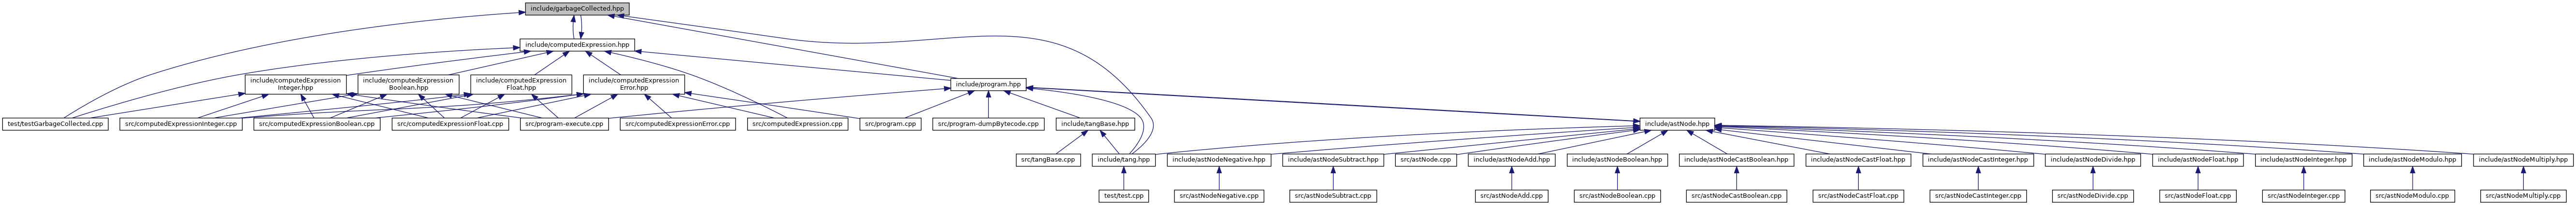 include/garbageCollected.hpp
include/computedExpression.hpp
include/computedExpression
Integer.hpp
include/computedExpression
Boolean.hpp
include/computedExpression
Float.hpp
include/computedExpression
Error.hpp
include/program.hpp
test/testGarbageCollected.cpp
src/computedExpressionInteger.cpp
src/computedExpressionBoolean.cpp
src/computedExpressionFloat.cpp
src/program-execute.cpp
src/computedExpressionError.cpp
src/computedExpression.cpp
src/program.cpp
src/program-dumpBytecode.cpp
include/tangBase.hpp
include/astNode.hpp
src/tangBase.cpp
include/tang.hpp
include/astNodeNegative.hpp
include/astNodeSubtract.hpp
src/astNode.cpp
include/astNodeAdd.hpp
include/astNodeBoolean.hpp
include/astNodeCastBoolean.hpp
include/astNodeCastFloat.hpp
include/astNodeCastInteger.hpp
include/astNodeDivide.hpp
include/astNodeFloat.hpp
include/astNodeInteger.hpp
include/astNodeModulo.hpp
include/astNodeMultiply.hpp
test/test.cpp
src/astNodeNegative.cpp
src/astNodeSubtract.cpp
src/astNodeAdd.cpp
src/astNodeBoolean.cpp
src/astNodeCastBoolean.cpp
src/astNodeCastFloat.cpp
src/astNodeCastInteger.cpp
src/astNodeDivide.cpp
src/astNodeFloat.cpp
src/astNodeInteger.cpp
src/astNodeModulo.cpp
src/astNodeMultiply.cpp